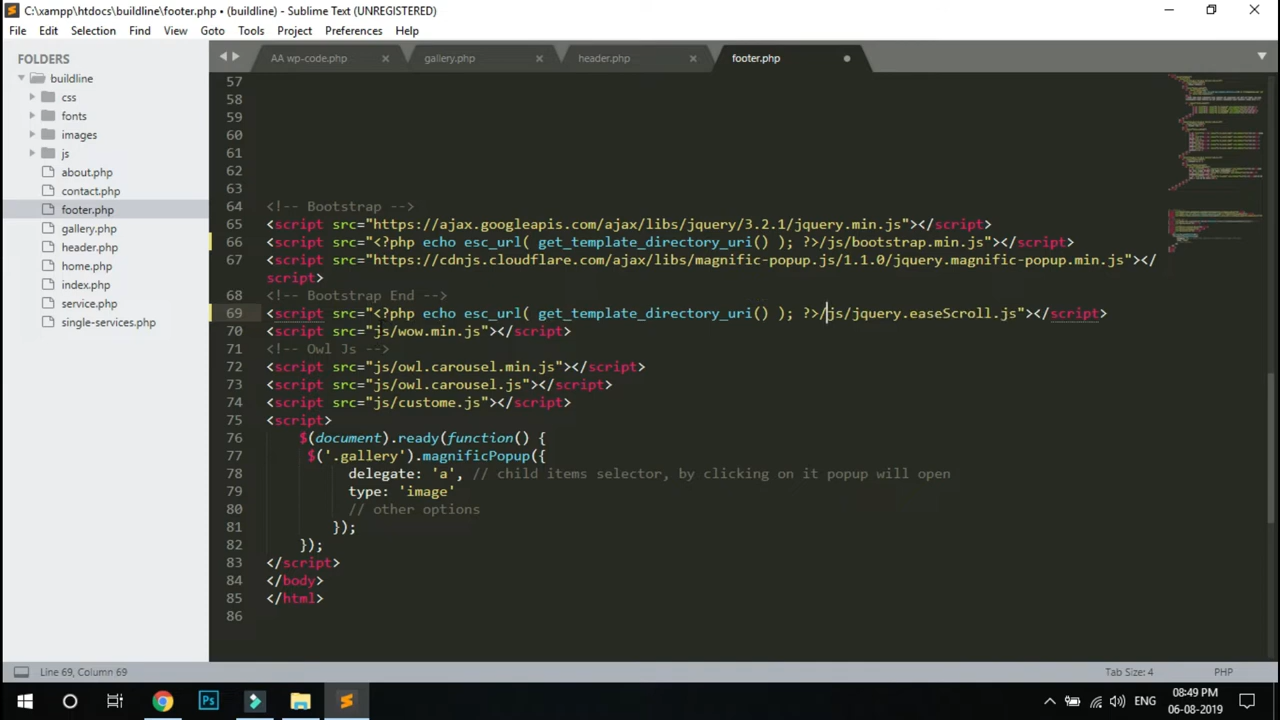 C:\xampp\htdocs\buildline\footer.php • (buildline) - Sublime Text (UNREGISTERED)
File Edit Selection Find View Goto Tools Project Preferences Help
FOLDERS
buildline
css
fonts
images
js
about.php
contact.php
footer.php
gallery.php
header.php
home.php
index.php
service.php
single-services.php
AA wp-code.php gallery.php header.php footer.php
57
58
59
60
61
62
63
64 <!-- Bootstrap -->
65 <script src="https://ajax.googleapis.com/ajax/libs/jquery/3.2.1/jquery.min.js"></script>
66 <script src="<?php echo esc_url( get_template_directory_uri() ); ?>/js/bootstrap.min.js"></script>
67 <script src="https://cdnjs.cloudflare.com/ajax/libs/magnific-popup.js/1.1.0/jquery.magnific-popup.min.js"></
script>
68 <!-- Bootstrap End -->
69 <script src="<?php echo esc_url( get_template_directory_uri() ); ?>/js/jquery.easeScroll.js"></script>
70 <script src="js/wow.min.js"></script>
71 <!-- Owl Js -->
72 <script src="js/owl.carousel.min.js"></script>
73 <script src="js/owl.carousel.js"></script>
74 <script src="js/custome.js"></script>
75 <script>
76 $(document).ready(function() {
77 $('.gallery').magnificPopup({
78 delegate: 'a', // child items selector, by clicking on it popup will open
79 type: 'image'
80 // other options
81 });
82 });
83 </script>
84 </body>
85 </html>
86
Line 69, Column 69 Tab Size: 4 PHP
Ps ENG 08:49 PM
06-08-2019